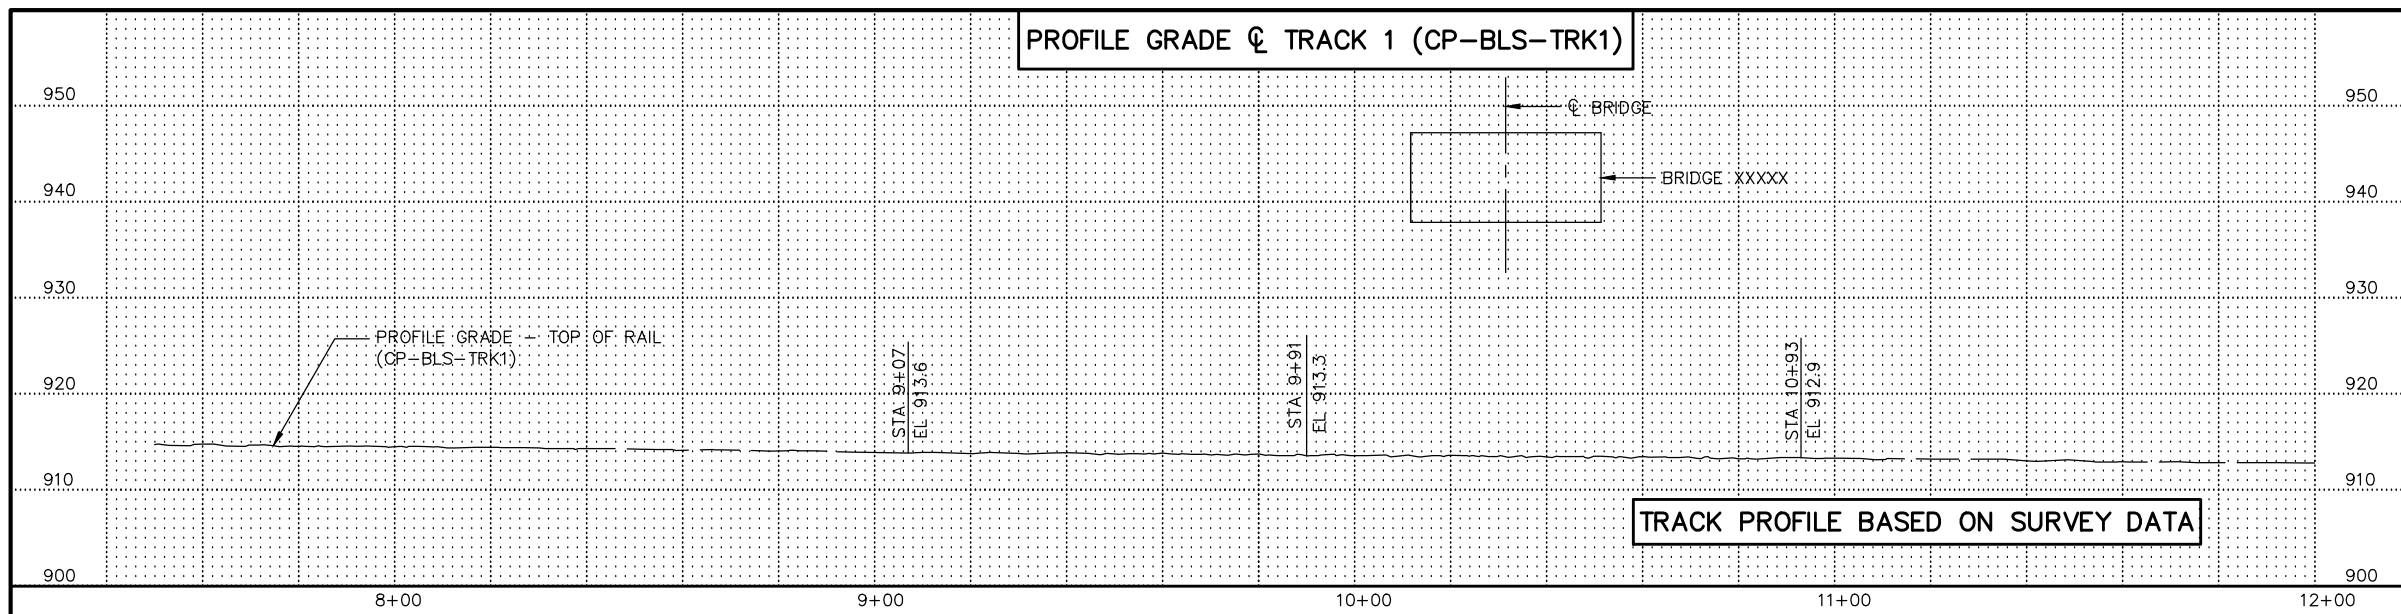 PROFILE GRADE ℄ TRACK 1 (CP-BLS-TRK1)
950
950
℄ BRIDGE
BRIDGE XXXXX
940
940
930
930
PROFILE GRADE - TOP OF RAIL
(CP-BLS-TRK1)
STA 9+07
EL 913.6
STA 9+91
EL 913.3
STA 10+93
EL 912.9
920
920
910
910
TRACK PROFILE BASED ON SURVEY DATA
900
900
8+00
9+00
10+00
11+00
12+00